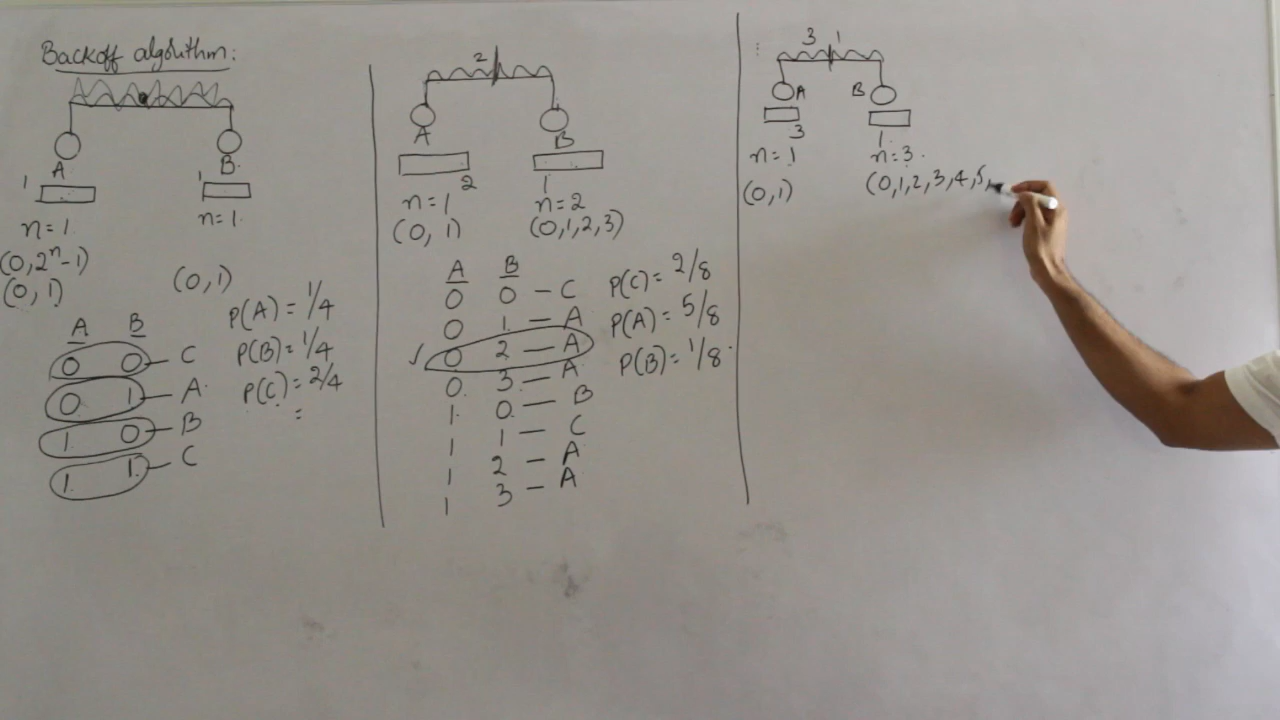 Backoff algorithm:
A
B
1
1
n=1
n=1
(0,2ⁿ-1)
(0,1)
(0,1)
A B
0 0 — C
0 1 — A
1 0 — B
1 1 — C
P(A) = 1/4
P(B) = 1/4
P(C) = 2/4
=
2
A
B
2
1
n=1
n=2
(0, 1)
(0,1,2,3)
A B
0 0 — C
0 1 — A
✓ 0 2 — A
0 3 — A
1 0 — B
1 1 — C
1 2 — A
1 3 — A
P(C) = 2/8
P(A) = 5/8
P(B) = 1/8
3 1
A
B
3
1
n=1
n=3
(0,1)
(0,1,2,3,4,5,